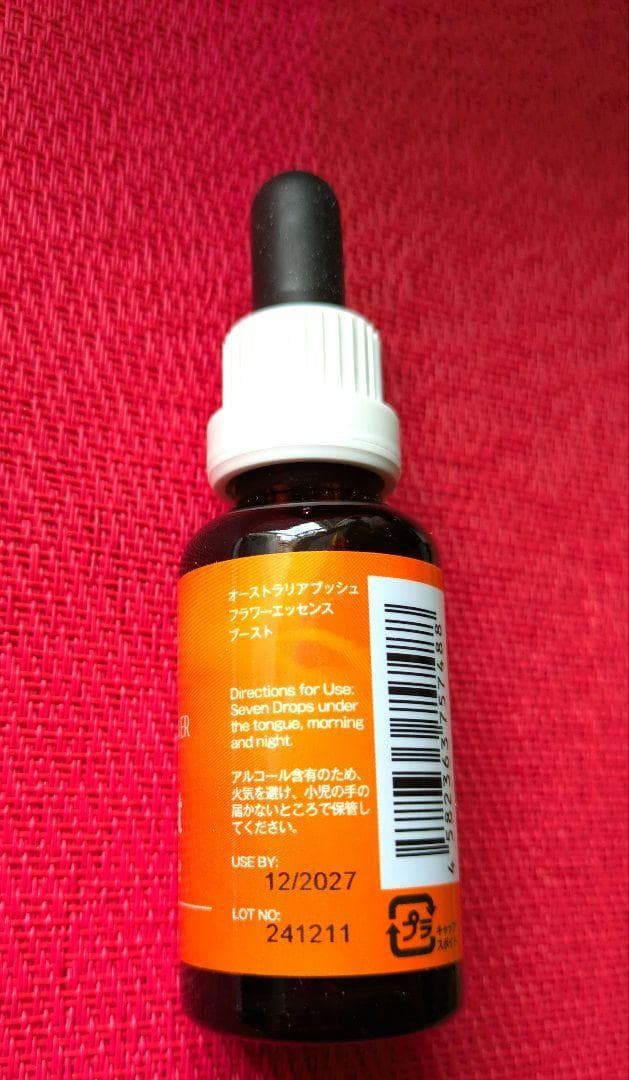 オーストラリアブッシュ
フラワーエッセンス
ブースト
Directions for Use:
Seven Drops under
the tongue, morning
and night.
アルコール含有のため、
火気を避け、小児の手の
届かないところで保管し
てください。
USE BY:
12/2027
LOT NO:
241211
4582363757488
プラ